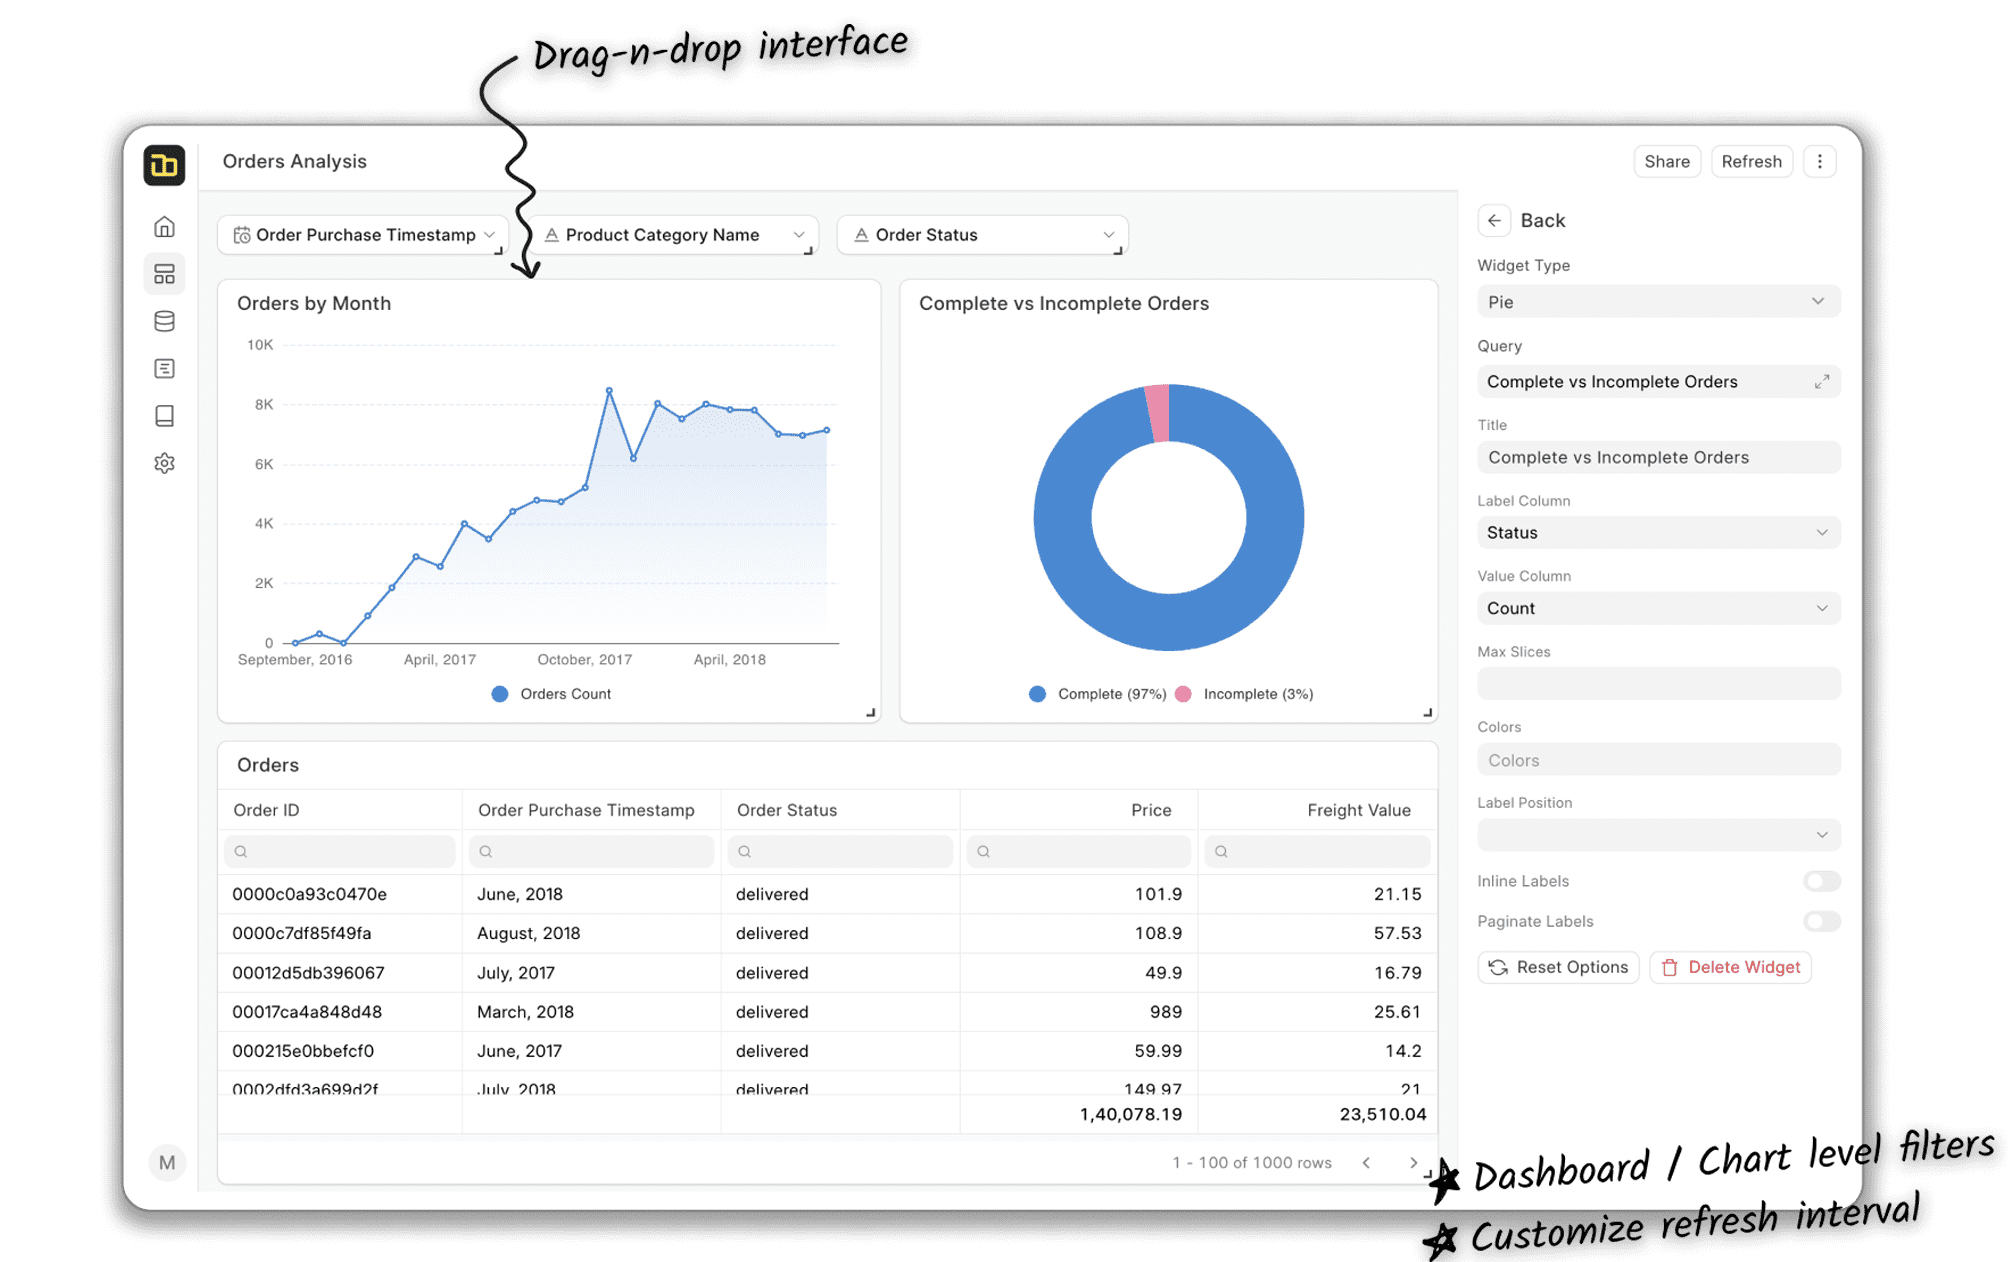 Drag-n-drop interface
Orders Analysis
Share
Refresh
Order Purchase Timestamp
Product Category Name
Order Status
Orders by Month
10K
8K
6K
4K
2K
0
September, 2016
April, 2017
October, 2017
April, 2018
Orders Count
Complete vs Incomplete Orders
Complete (97%)
Incomplete (3%)
Orders
Order ID Order Purchase Timestamp Order Status Price Freight Value
0000c0a93c0470e June, 2018 delivered 101.9 21.15
0000c7df85f49fa August, 2018 delivered 108.9 57.53
00012d5db396067 July, 2017 delivered 49.9 16.79
00017ca4a848d48 March, 2018 delivered 989 25.61
000215e0bbefcf0 June, 2017 delivered 59.99 14.2
0002dfd3a699d2f July, 2018 delivered 149.97 21
1,40,078.19 23,510.04
1 - 100 of 1000 rows
M
Back
Widget Type
Pie
Query
Complete vs Incomplete Orders
Title
Complete vs Incomplete Orders
Label Column
Status
Value Column
Count
Max Slices
Colors
Colors
Label Position
Inline Labels
Paginate Labels
Reset Options
Delete Widget
Dashboard / Chart level filters
Customize refresh interval